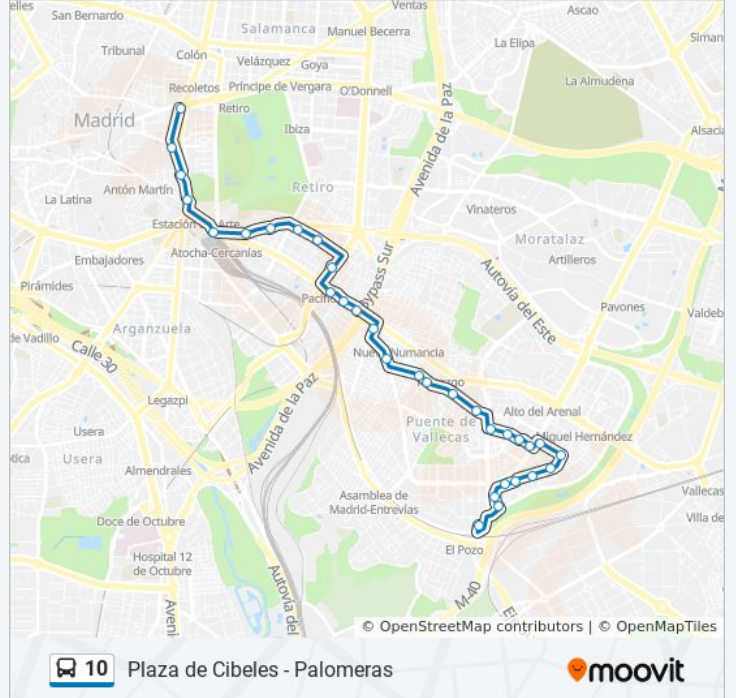 elles
San Bernardo
Ventas
Ascao
Salamanca
Manuel Becerra
Siman
Tribunal
Colón
La Elipa
Velázquez
Goya
Recoletos
Príncipe de Vergara
O'Donnell
La Almudena
Retiro
Madrid
Ibiza
Alsacia
Avenida de la Paz
Antón Martín
Retiro
La Latina
Vinateros
Estación
Arte
Moratalaz
Embajadores
Atocha-Cercanías
Artilleros
Pirámides
Bypass Sur
Autovía del Este
Pavones
Arganzuela
Valdeb
de Vadillo
Calle 30
Numancia
Legazpi
Avenida de la Paz
Alto del Arenal
Usera
Puente de
Vallecas
Miguel Hernández
Usera
Almendrales
Asamblea de
Madrid-Entrevías
Vallecas
Doce de Octubre
Villa de
Hospital 12
de Octubre
El Pozo
M-40
Autovía del
Aveni
© OpenStreetMap contributors | © OpenMapTiles
10 Plaza de Cibeles - Palomeras
moovit